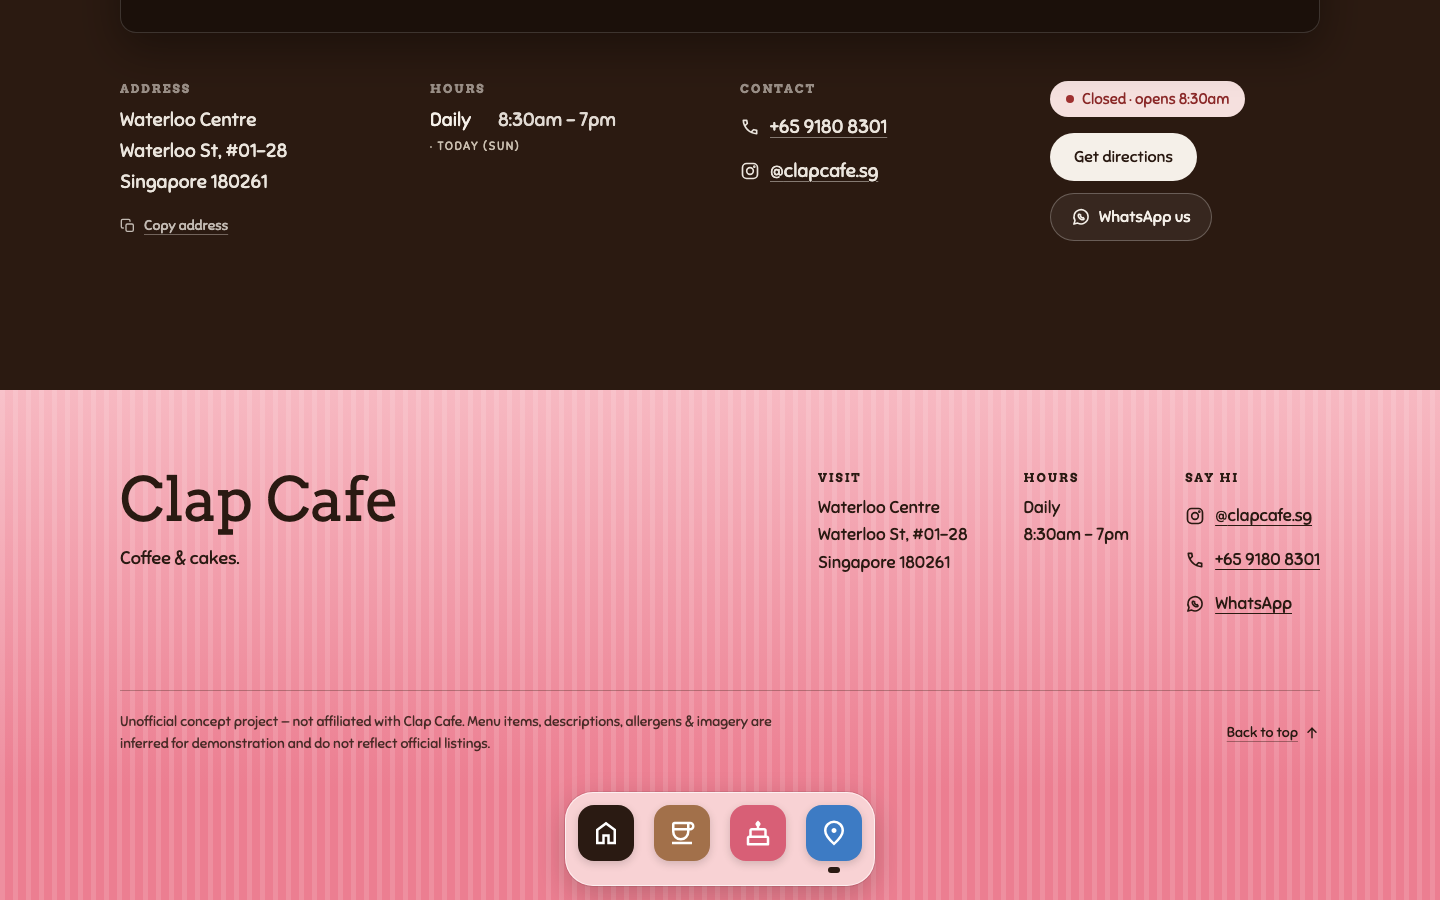 ADDRESS
Waterloo Centre
Waterloo St, #01–28
Singapore 180261
Copy address
HOURS
Daily 8:30am – 7pm
· TODAY (SUN)
CONTACT
+65 9180 8301
@clapcafe.sg
Closed · opens 8:30am
Get directions
WhatsApp us
Clap Cafe
Coffee & cakes.
VISIT
Waterloo Centre
Waterloo St, #01–28
Singapore 180261
HOURS
Daily
8:30am – 7pm
SAY HI
@clapcafe.sg
+65 9180 8301
WhatsApp
Unofficial concept project — not affiliated with Clap Cafe. Menu items, descriptions, allergens & imagery are
inferred for demonstration and do not reflect official listings.
Back to top ↑